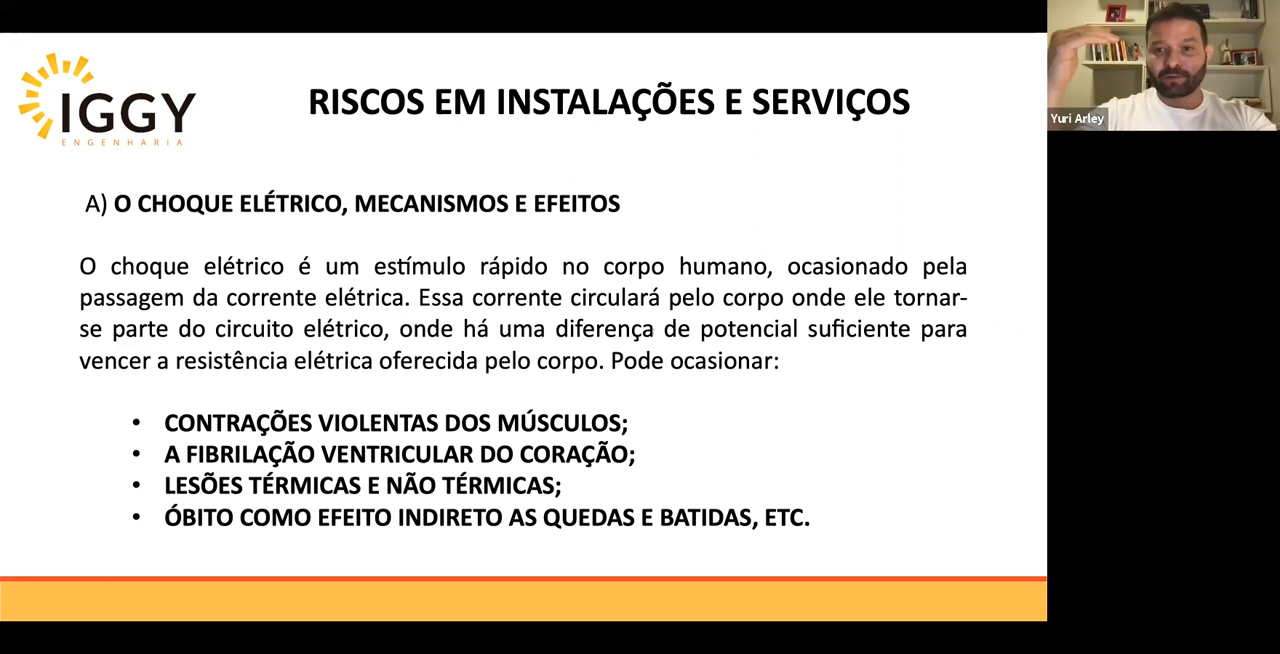 IGGY
ENGENHARIA
RISCOS EM INSTALAÇÕES E SERVIÇOS
Yuri Arley
A) O CHOQUE ELÉTRICO, MECANISMOS E EFEITOS
O choque elétrico é um estímulo rápido no corpo humano, ocasionado pela
passagem da corrente elétrica. Essa corrente circulará pelo corpo onde ele tornar-
se parte do circuito elétrico, onde há uma diferença de potencial suficiente para
vencer a resistência elétrica oferecida pelo corpo. Pode ocasionar:
• CONTRAÇÕES VIOLENTAS DOS MÚSCULOS;
• A FIBRILAÇÃO VENTRICULAR DO CORAÇÃO;
• LESÕES TÉRMICAS E NÃO TÉRMICAS;
• ÓBITO COMO EFEITO INDIRETO AS QUEDAS E BATIDAS, ETC.